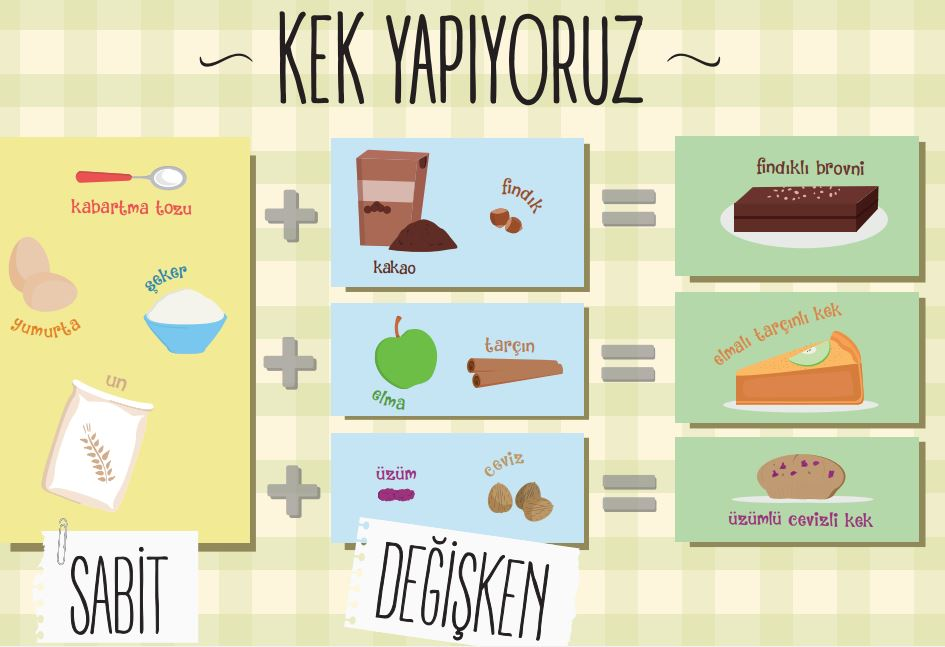 KEK YAPIYORUZ
kabartma tozu
yumurta
şeker
un
SABİT
kakao
fındık
elma
tarçın
üzüm
ceviz
DEĞİŞKEN
fındıklı brovni
elmalı tarçınlı kek
üzümlü cevizli kek